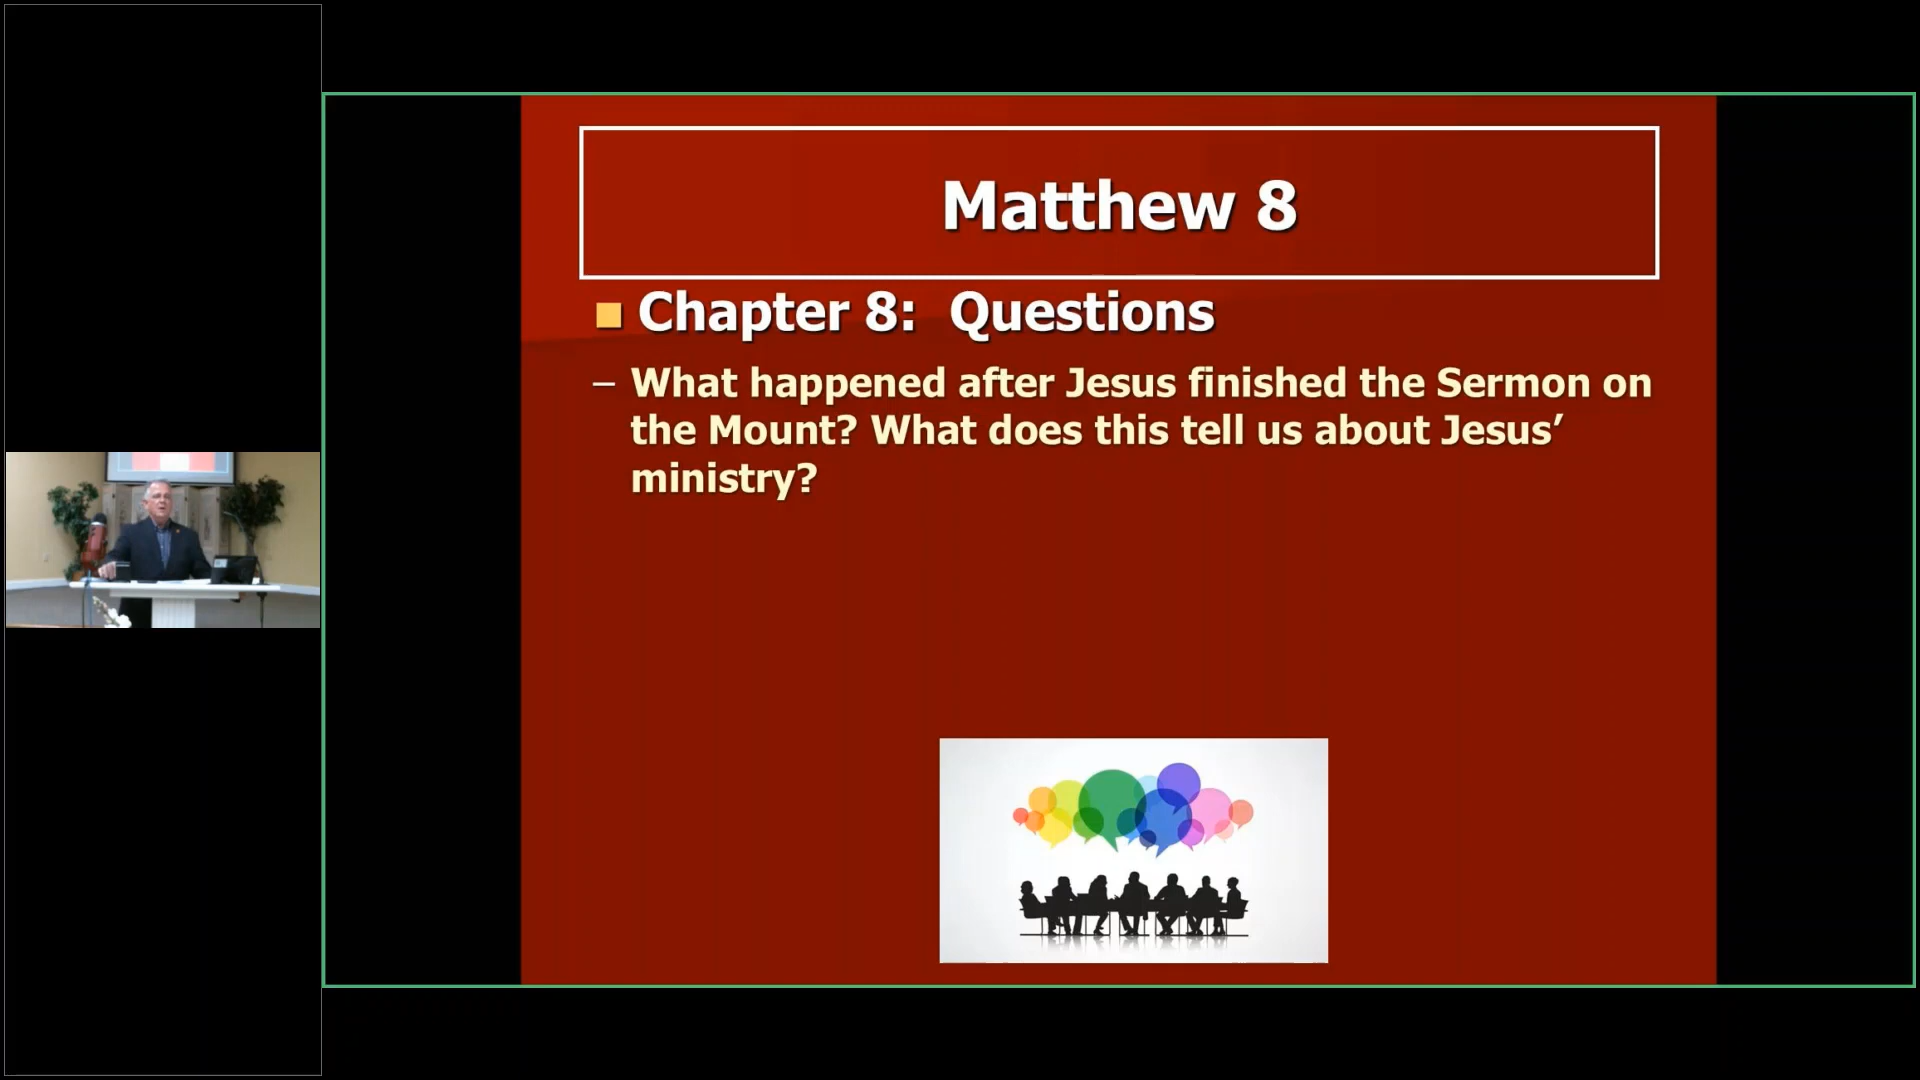 Matthew 8
Chapter 8: Questions
– What happened after Jesus finished the Sermon on
the Mount? What does this tell us about Jesus’
ministry?